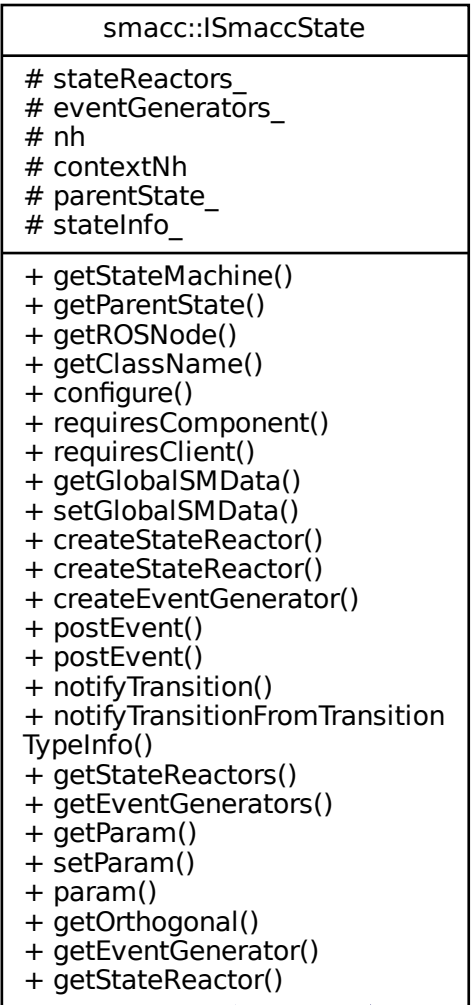 smacc::ISmaccState
# stateReactors_
# eventGenerators_
# nh
# contextNh
# parentState_
# stateInfo_
+ getStateMachine()
+ getParentState()
+ getROSNode()
+ getClassName()
+ configure()
+ requiresComponent()
+ requiresClient()
+ getGlobalSMData()
+ setGlobalSMData()
+ createStateReactor()
+ createStateReactor()
+ createEventGenerator()
+ postEvent()
+ postEvent()
+ notifyTransition()
+ notifyTransitionFromTransition
TypeInfo()
+ getStateReactors()
+ getEventGenerators()
+ getParam()
+ setParam()
+ param()
+ getOrthogonal()
+ getEventGenerator()
+ getStateReactor()